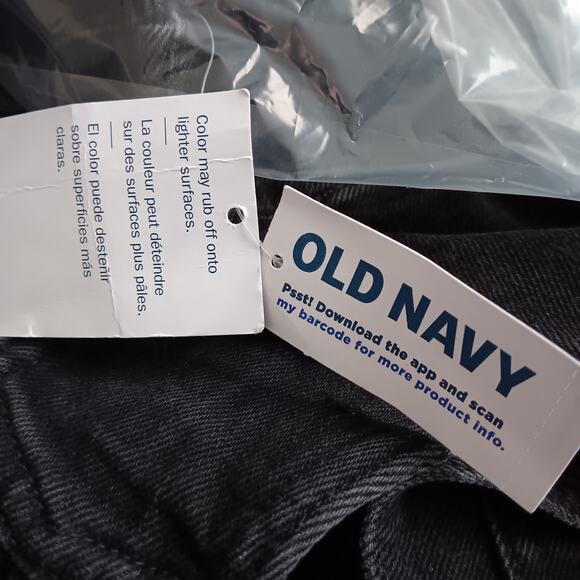 Color may rub off onto
lighter surfaces.
La couleur peut déteindre
sur des surfaces plus pâles.
El color puede desteñir
sobre superficies más
claras.
OLD NAVY
Psst! Download the app and scan
my barcode for more product info.